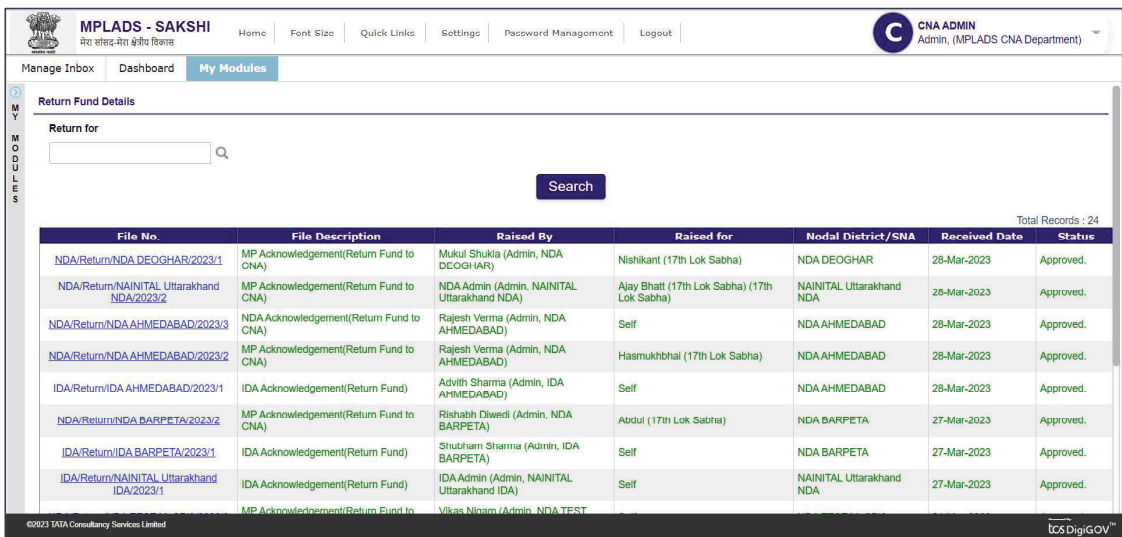 MPLADS - SAKSHI
मेरा सांसद-मेरा क्षेत्रीय विकास
Home Font Size Quick Links Settings Password Management Logout
C
CNA ADMIN
Admin, (MPLADS CNA Department)
Manage Inbox Dashboard My Modules
MY MODULES
Return Fund Details
Return for
Search
Total Records : 24
File No. File Description Raised By Raised for Nodal District/SNA Received Date Status
NDA/Return/NDA DEOGHAR/2023/1 MP Acknowledgement(Return Fund to CNA) Mukul Shukla (Admin, NDA DEOGHAR) Nishikant (17th Lok Sabha) NDA DEOGHAR 28-Mar-2023 Approved.
NDA/Return/NAINITAL Uttarakhand NDA/2023/2 MP Acknowledgement(Return Fund to CNA) NDA Admin (Admin, NAINITAL Uttarakhand NDA) Ajay Bhatt (17th Lok Sabha) (17th Lok Sabha) NAINITAL Uttarakhand NDA 28-Mar-2023 Approved.
NDA/Return/NDA AHMEDABAD/2023/3 NDA Acknowledgement(Return Fund to CNA) Rajesh Verma (Admin, NDA AHMEDABAD) Self NDA AHMEDABAD 28-Mar-2023 Approved.
NDA/Return/NDA AHMEDABAD/2023/2 MP Acknowledgement(Return Fund to CNA) Rajesh Verma (Admin, NDA AHMEDABAD) Hasmukhbhai (17th Lok Sabha) NDA AHMEDABAD 28-Mar-2023 Approved.
IDA/Return/IDA AHMEDABAD/2023/1 IDA Acknowledgement(Return Fund) Advith Sharma (Admin, IDA AHMEDABAD) Self NDA AHMEDABAD 28-Mar-2023 Approved.
NDA/Return/NDA BARPETA/2023/2 MP Acknowledgement(Return Fund to CNA) Rishabh Diwedi (Admin, NDA BARPETA) Abdul (17th Lok Sabha) NDA BARPETA 27-Mar-2023 Approved.
IDA/Return/IDA BARPETA/2023/1 IDA Acknowledgement(Return Fund) Shubham Sharma (Admin, IDA BARPETA) Self NDA BARPETA 27-Mar-2023 Approved.
IDA/Return/NAINITAL Uttarakhand IDA/2023/1 IDA Acknowledgement(Return Fund) IDA Admin (Admin, NAINITAL Uttarakhand IDA) Self NAINITAL Uttarakhand NDA 27-Mar-2023 Approved.
MP Acknowledgement(Return Fund to Vikas Nigam (Admin, NDA TEST
©2023 TATA Consultancy Services Limited
tcs DigiGOV™